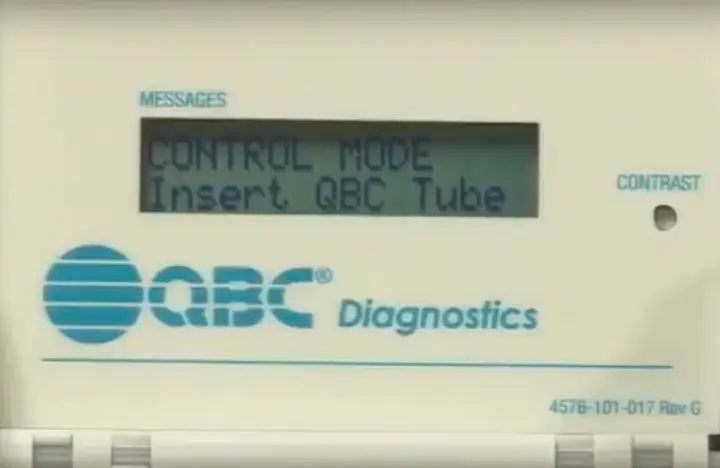 MESSAGES
CONTROL MODE
Insert QBC Tube
CONTRAST
QBC® Diagnostics
4576-101-017 Rev G